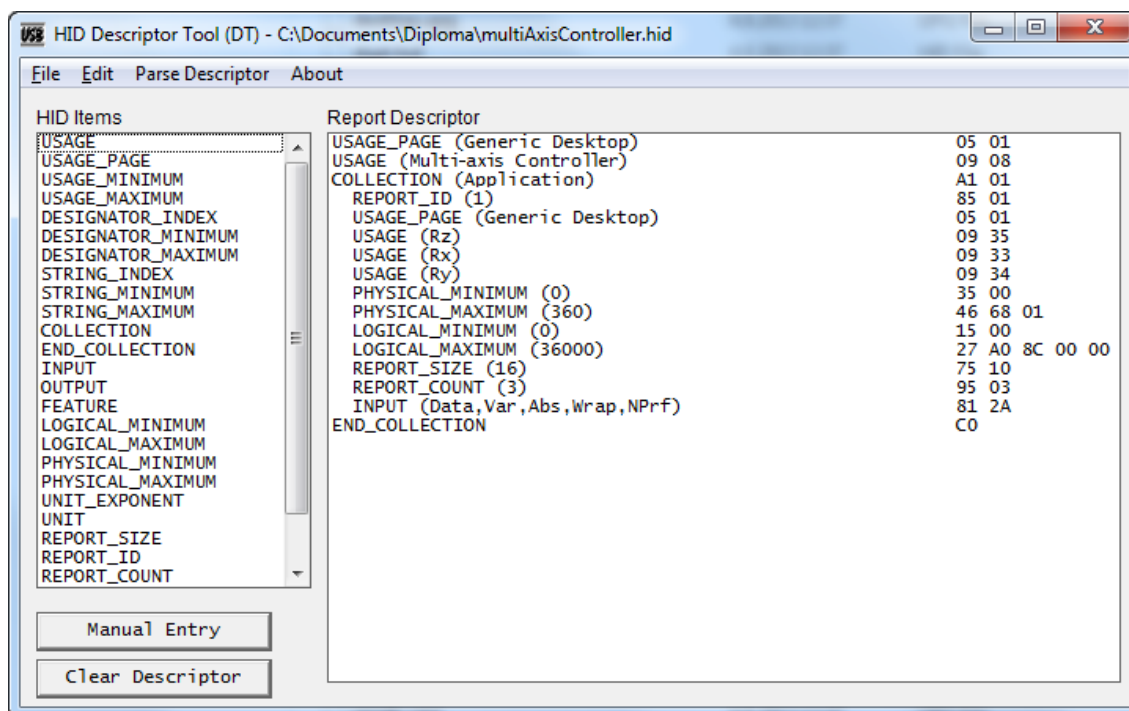 HID Descriptor Tool (DT) - C:\Documents\Diploma\multiAxisController.hid
File Edit Parse Descriptor About
HID Items
USAGE
USAGE_PAGE
USAGE_MINIMUM
USAGE_MAXIMUM
DESIGNATOR_INDEX
DESIGNATOR_MINIMUM
DESIGNATOR_MAXIMUM
STRING_INDEX
STRING_MINIMUM
STRING_MAXIMUM
COLLECTION
END_COLLECTION
INPUT
OUTPUT
FEATURE
LOGICAL_MINIMUM
LOGICAL_MAXIMUM
PHYSICAL_MINIMUM
PHYSICAL_MAXIMUM
UNIT_EXPONENT
UNIT
REPORT_SIZE
REPORT_ID
REPORT_COUNT
Manual Entry
Clear Descriptor
Report Descriptor
USAGE_PAGE (Generic Desktop) 05 01
USAGE (Multi-axis Controller) 09 08
COLLECTION (Application) A1 01
REPORT_ID (1) 85 01
USAGE_PAGE (Generic Desktop) 05 01
USAGE (Rz) 09 35
USAGE (Rx) 09 33
USAGE (Ry) 09 34
PHYSICAL_MINIMUM (0) 35 00
PHYSICAL_MAXIMUM (360) 46 68 01
LOGICAL_MINIMUM (0) 15 00
LOGICAL_MAXIMUM (36000) 27 A0 8C 00 00
REPORT_SIZE (16) 75 10
REPORT_COUNT (3) 95 03
INPUT (Data,Var,Abs,Wrap,NPrf) 81 2A
END_COLLECTION C0